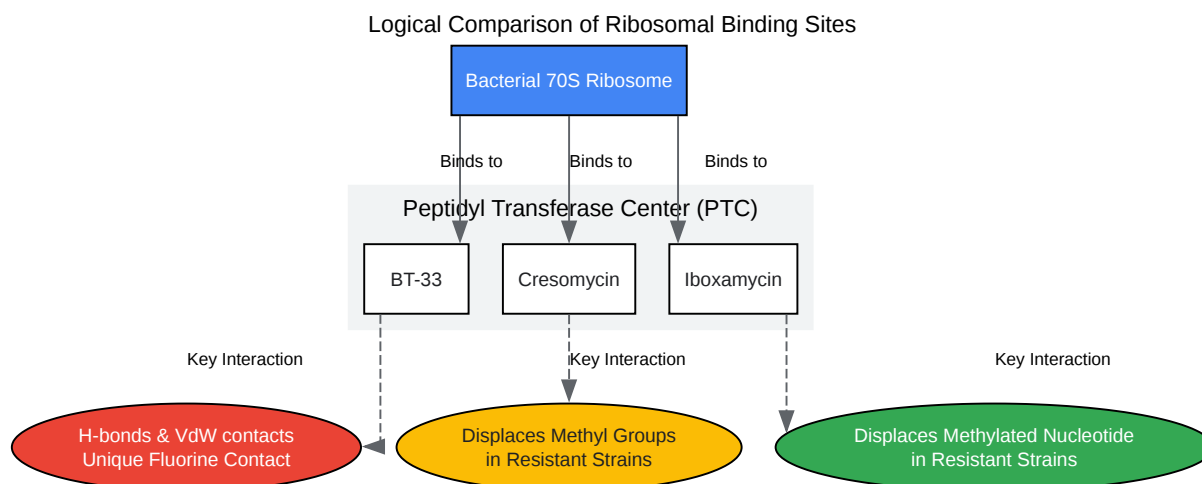 Logical Comparison of Ribosomal Binding Sites
Bacterial 70S Ribosome
Binds to
Binds to
Binds to
Peptidyl Transferase Center (PTC)
BT-33
Cresomycin
Iboxamycin
Key Interaction
Key Interaction
Key Interaction
H-bonds & VdW contacts
Unique Fluorine Contact
Displaces Methyl Groups
in Resistant Strains
Displaces Methylated Nucleotide
in Resistant Strains